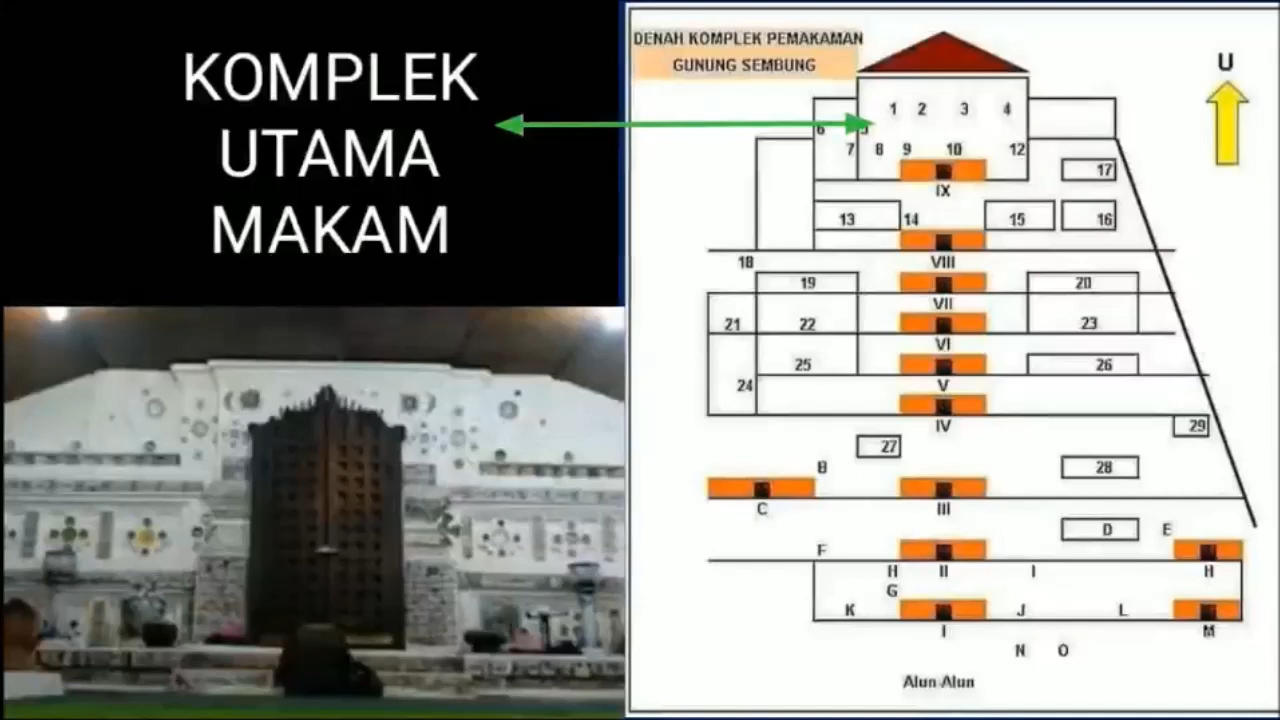 KOMPLEK
UTAMA
MAKAM
DENAH KOMPLEK PEMAKAMAN
GUNUNG SEMBUNG
U
1 2 3 4
6
7 8 9 10 12
17
IX
13 14 15 16
VIII
18
19 20
VII
21 22 23
VI
25 26
24
V
IV
29
27
B 28
C III
D E
F
H II I H
G
K J L
I M
N O
Alun-Alun